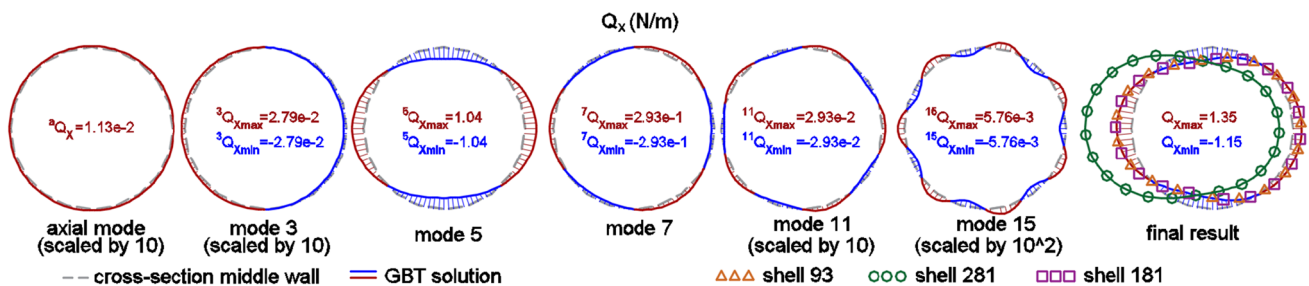 Qₓ (N/m)
ᵃQₓ=1.13e-2
³Qₓmax=2.79e-2
³Qₓmin=-2.79e-2
⁵Qₓmax=1.04
⁵Qₓmin=-1.04
⁷Qₓmax=2.93e-1
⁷Qₓmin=-2.93e-1
¹¹Qₓmax=2.93e-2
¹¹Qₓmin=-2.93e-2
¹⁵Qₓmax=5.76e-3
¹⁵Qₓmin=-5.76e-3
Qₓmax=1.35
Qₓmin=-1.15
axial mode
(scaled by 10)
mode 3
(scaled by 10)
mode 5
mode 7
mode 11
(scaled by 10)
mode 15
(scaled by 10^2)
final result
cross-section middle wall
GBT solution
shell 93
shell 281
shell 181